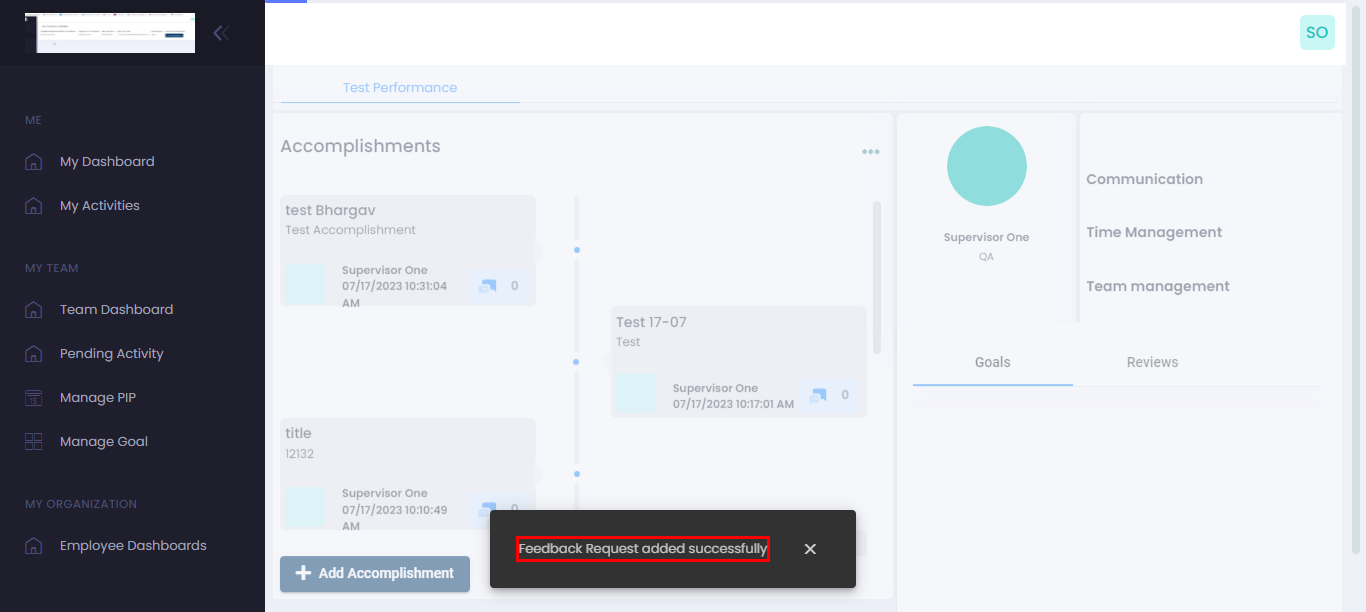 SO
ME
My Dashboard
My Activities
MY TEAM
Team Dashboard
Pending Activity
Manage PIP
Manage Goal
MY ORGANIZATION
Employee Dashboards
Test Performance
Accomplishments
test Bhargav
Test Accomplishment
Supervisor One
07/17/2023 10:31:04
AM
0
Test 17-07
Test
Supervisor One
07/17/2023 10:17:01 AM
0
title
12132
Supervisor One
07/17/2023 10:10:49
AM
0
Add Accomplishment
Feedback Request added successfully
Supervisor One
QA
Communication
Time Management
Team management
Goals
Reviews